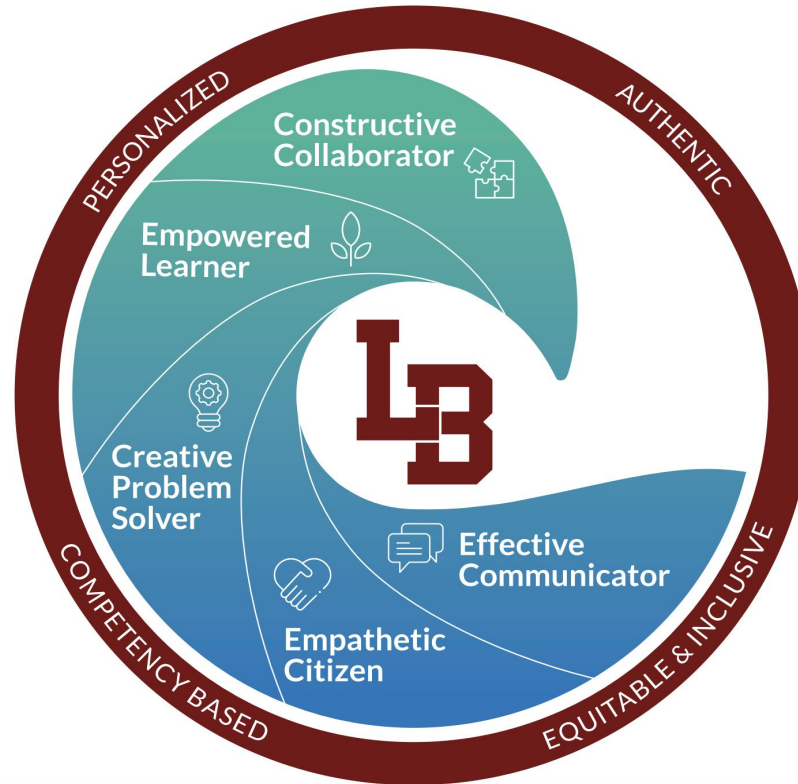 PERSONALIZED
AUTHENTIC
Constructive
Collaborator
Empowered
Learner
LB
Creative
Problem
Solver
Effective
Communicator
Empathetic
Citizen
COMPETENCY BASED
EQUITABLE & INCLUSIVE